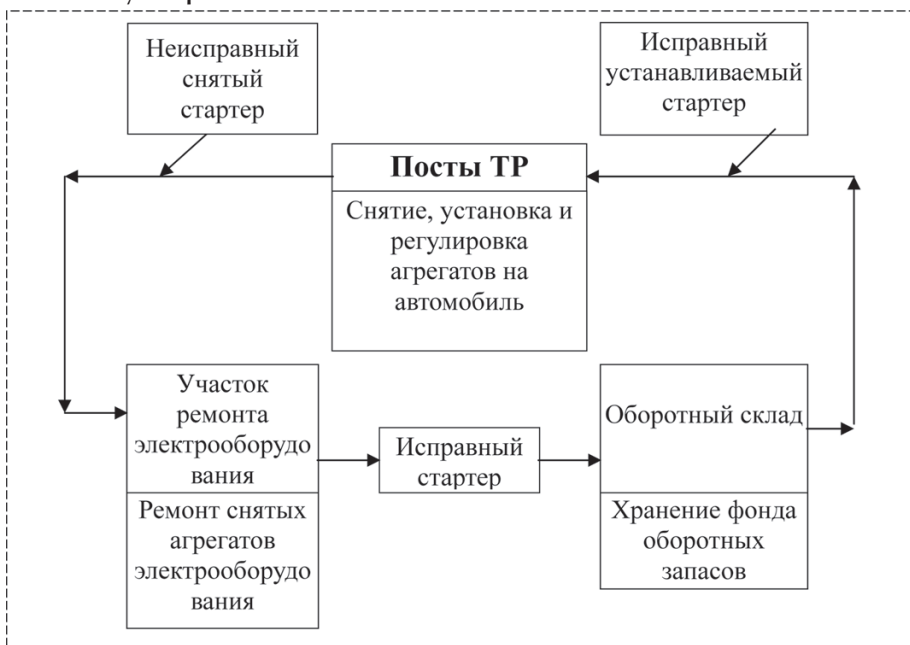 Неисправный
снятый
стартер
Исправный
устанавливаемый
стартер
Посты ТР
Снятие, установка и
регулировка
агрегатов на
автомобиль
Участок
ремонта
электрооборудо
вания
Ремонт снятых
агрегатов
электрооборудо
вания
Исправный
стартер
Оборотный склад
Хранение фонда
оборотных
запасов